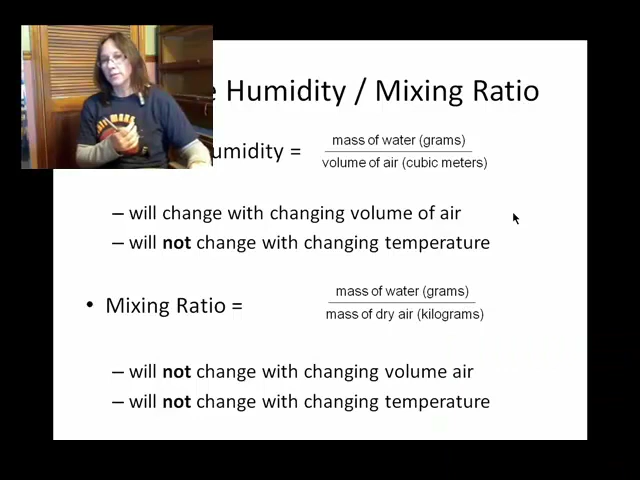 Humidity / Mixing Ratio
umidity =
mass of water (grams)
volume of air (cubic meters)
– will change with changing volume of air
– will not change with changing temperature
• Mixing Ratio =
mass of water (grams)
mass of dry air (kilograms)
– will not change with changing volume air
– will not change with changing temperature